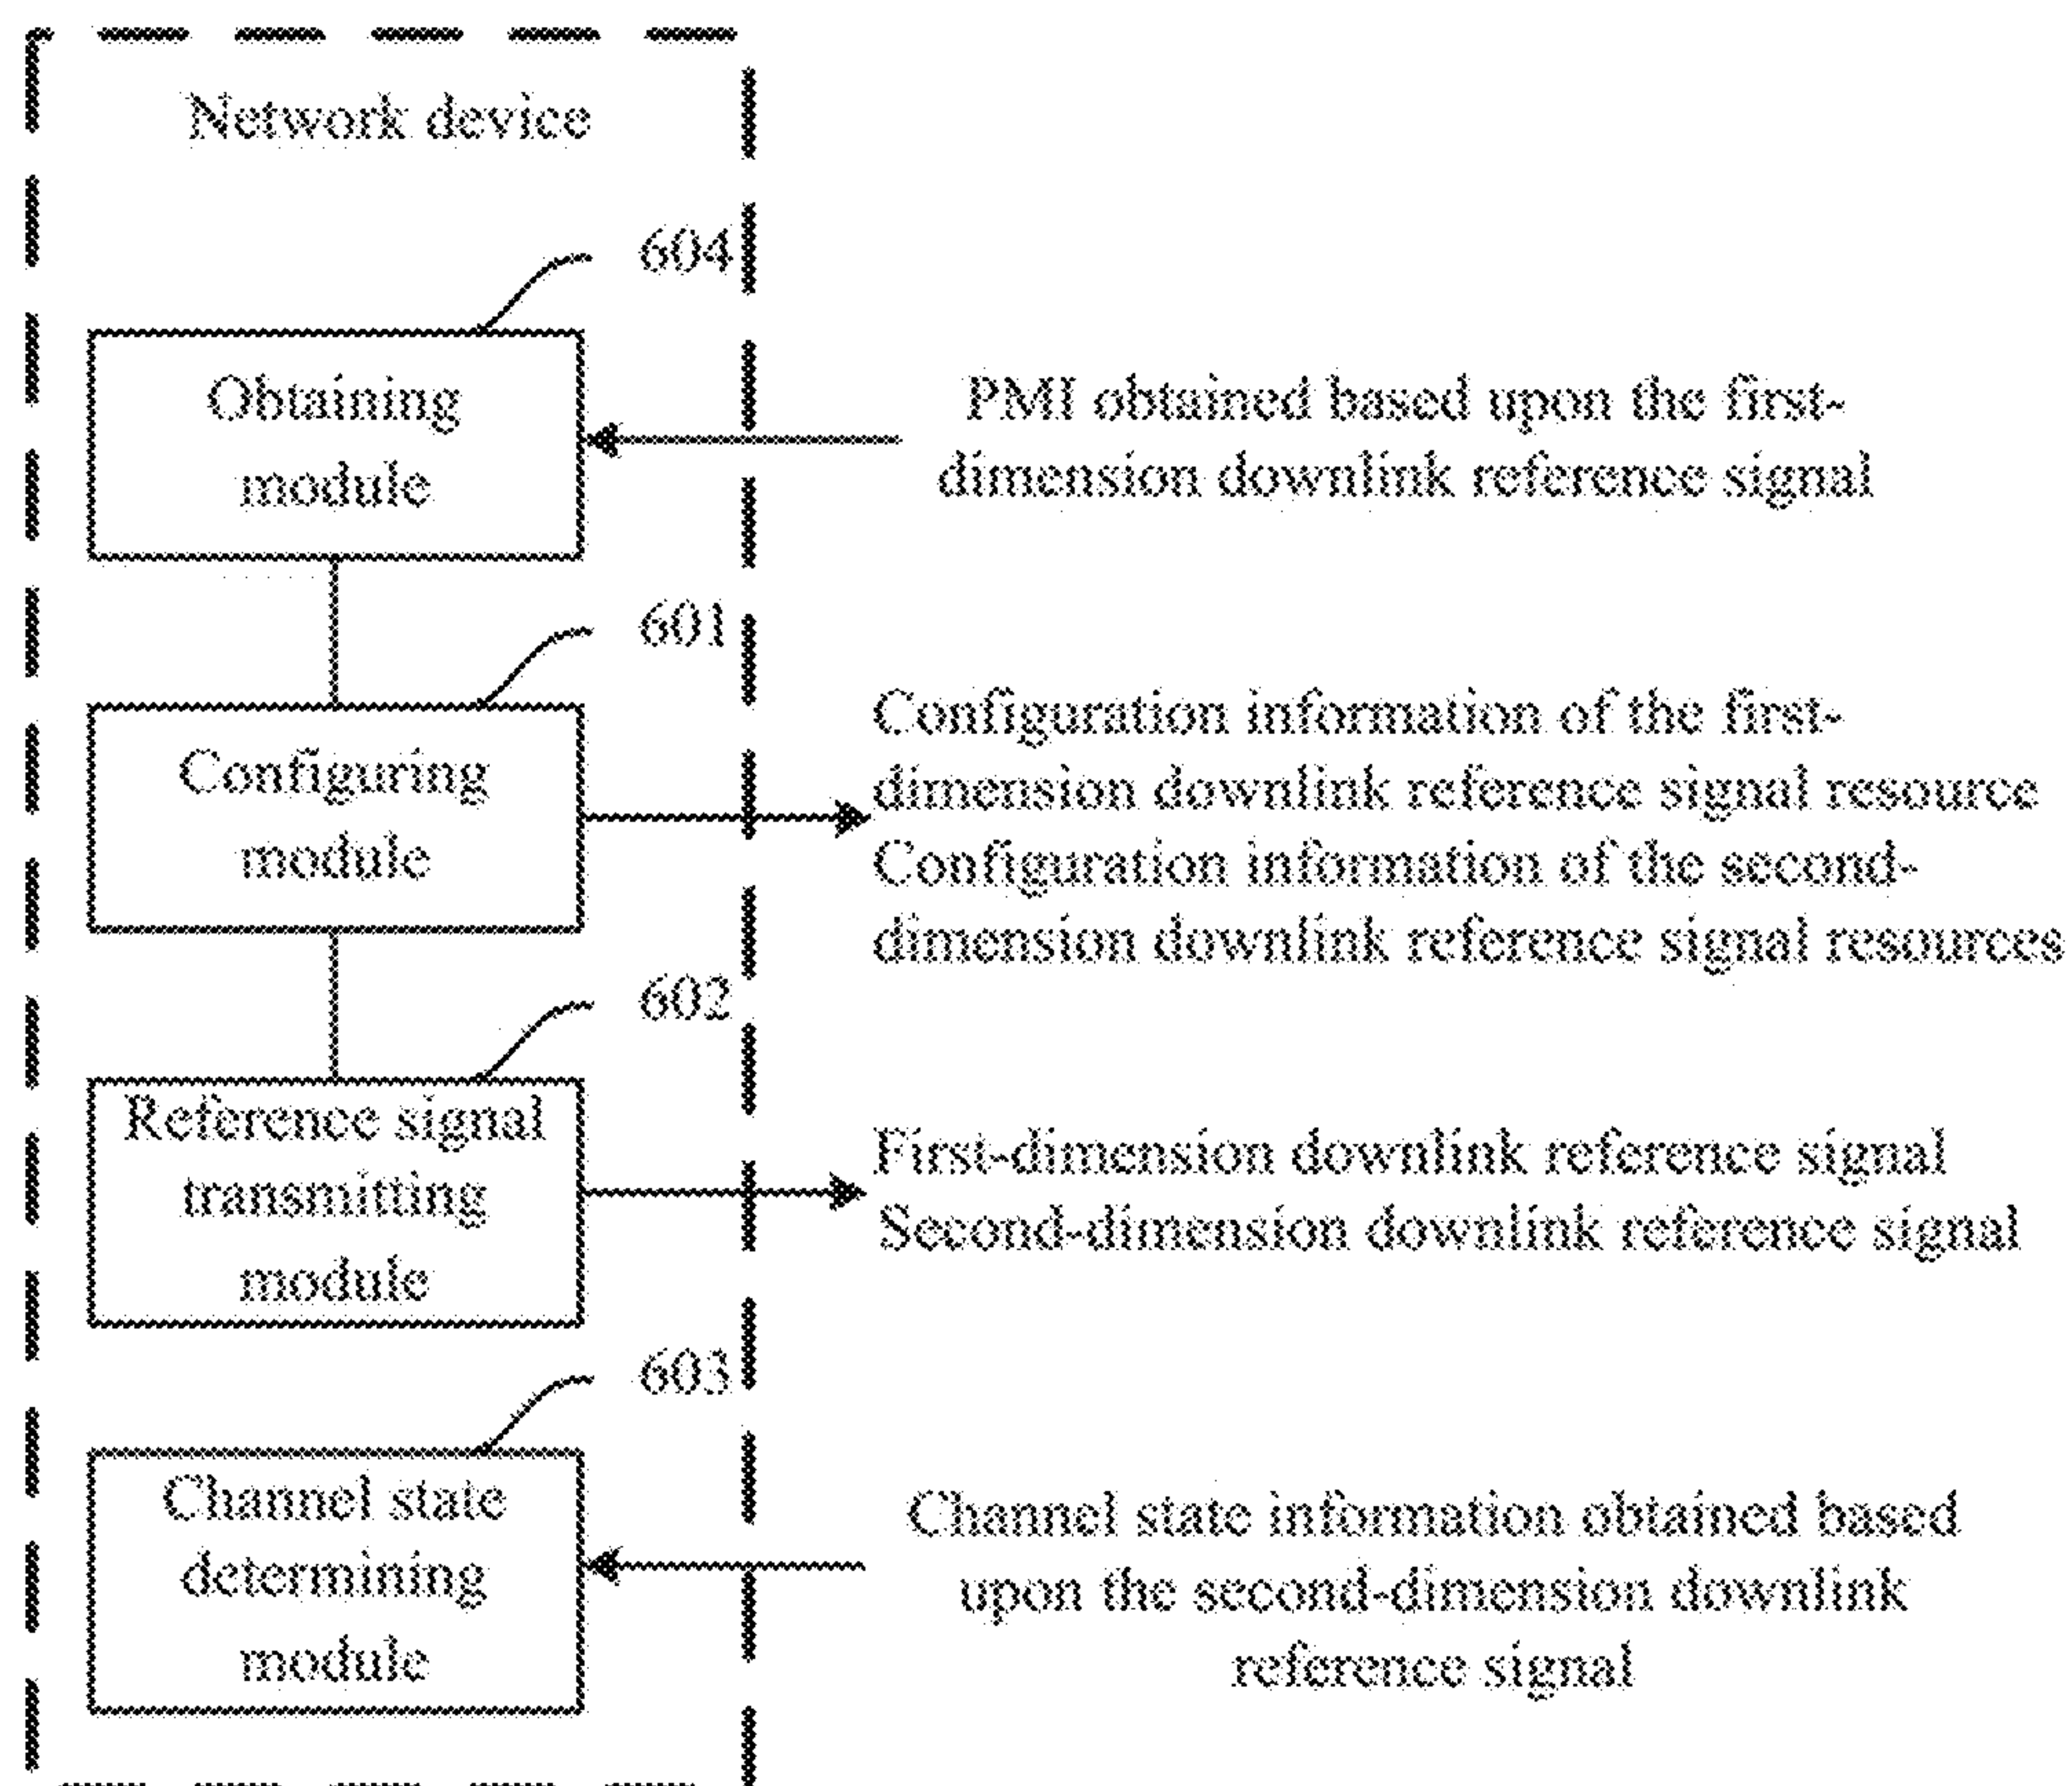 Network device
604
Obtaining
module
PMI obtained based upon the first-
dimension downlink reference signal
601
Configuring
module
Configuration information of the first-
dimension downlink reference signal resource
Configuration information of the second-
dimension downlink reference signal resources
602
Reference signal
transmitting
module
First-dimension downlink reference signal
Second-dimension downlink reference signal
603
Channel state
determining
module
Channel state information obtained based
upon the second-dimension downlink
reference signal